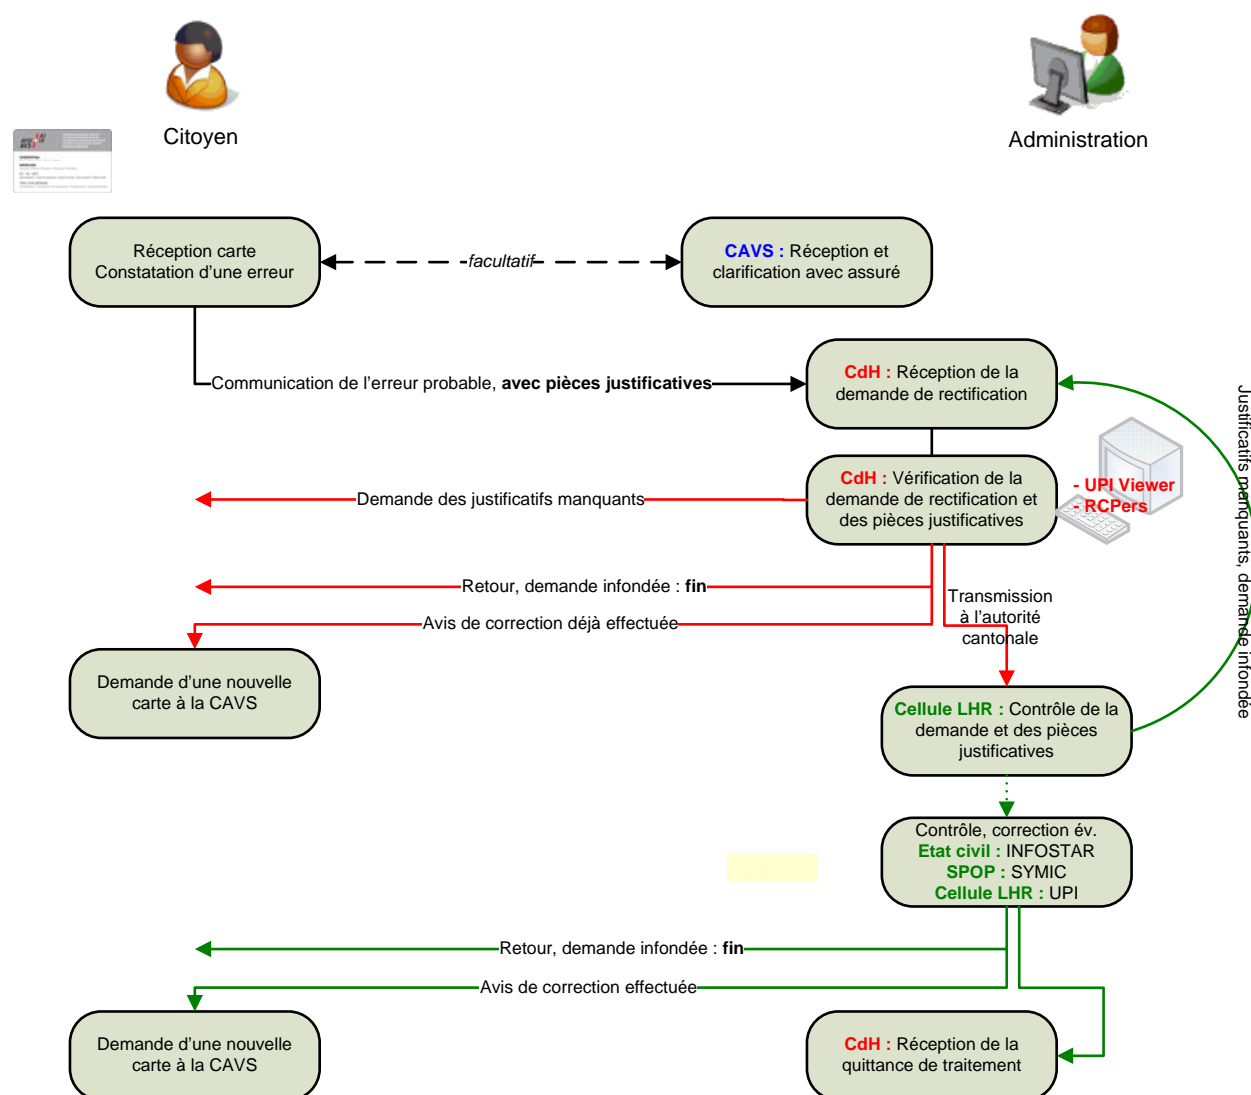 Citoyen
Administration
Réception carte
Constatation d'une erreur
facultatif
CAVS : Réception et
clarification avec assuré
Communication de l'erreur probable, avec pièces justificatives
CdH : Réception de la
demande de rectification
Justificatifs manquants, demande infondée
CdH : Vérification de la
demande de rectification et
des pièces justificatives
- UPI Viewer
- RCPers
Demande des justificatifs manquants
Retour, demande infondée : fin
Transmission
à l'autorité
cantonale
Avis de correction déjà effectuée
Demande d'une nouvelle
carte à la CAVS
Cellule LHR : Contrôle de la
demande et des pièces
justificatives
Contrôle, correction év.
Etat civil : INFOSTAR
SPOP : SYMIC
Cellule LHR : UPI
Retour, demande infondée : fin
Avis de correction effectuée
Demande d'une nouvelle
carte à la CAVS
CdH : Réception de la
quittance de traitement